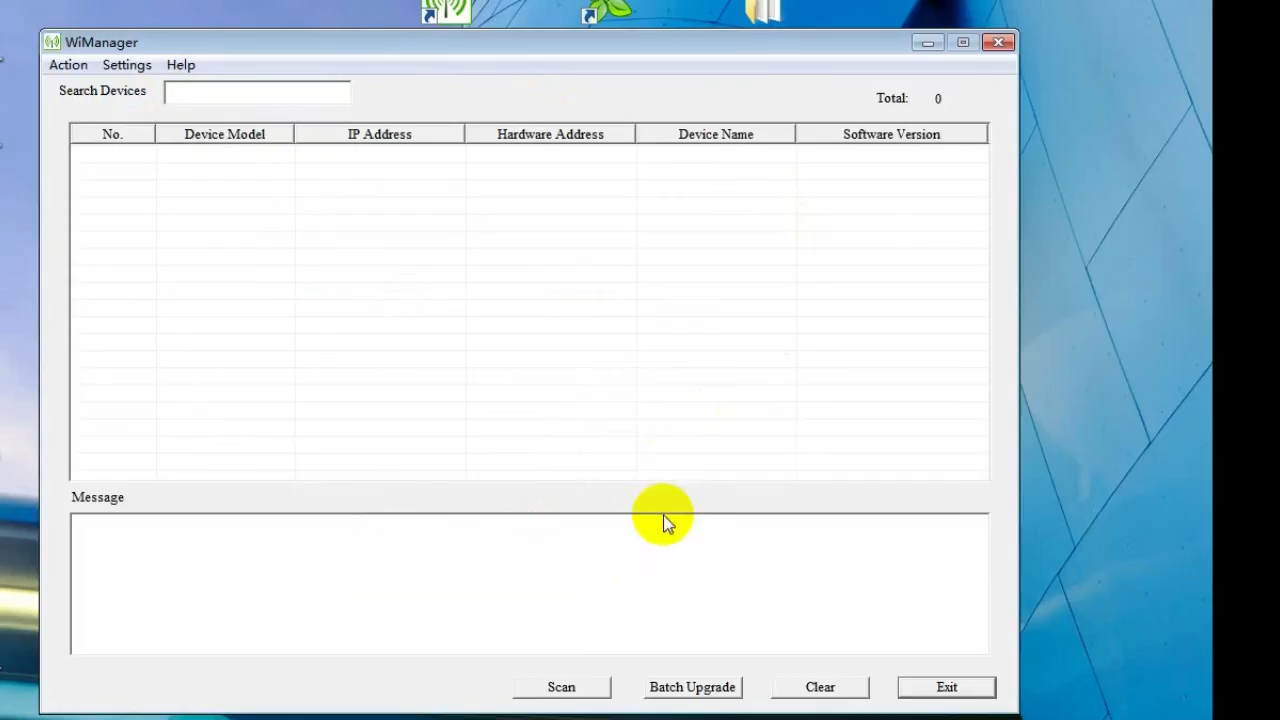 WiManager
Action Settings Help
Search Devices
Total: 0
No. Device Model IP Address Hardware Address Device Name Software Version
Message
Scan Batch Upgrade Clear Exit